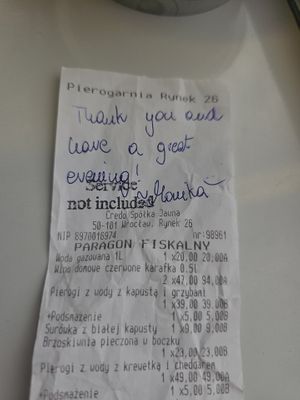 Pierogarnia Rynek 26
Thank you and
have a great
evening!
Service
not included
Credo Spółka Jawna
50-101 Wrocław, Rynek 26
NIP 8970016974 nr:98961
PARAGON FISKALNY
Woda gazowana 1L 1 x20,00 20,00A
Wino domowe czerwone karafka 0.5l
2 x47,00 94,00A
Pierogi z wody z kapustą i grzybami
1 x39,00 39,00B
+Podsmażenie 1 x5,00 5,00B
Surówka z białej kapusty 1 x9,00 9,00B
Brzoskwinia pieczona w boczku
1 x23,00 23,00B
Pierogi z wody z krewetką i cheddarem
1 x49,00 49,00A
+Podsmażenie 1 x5,00 5,00B